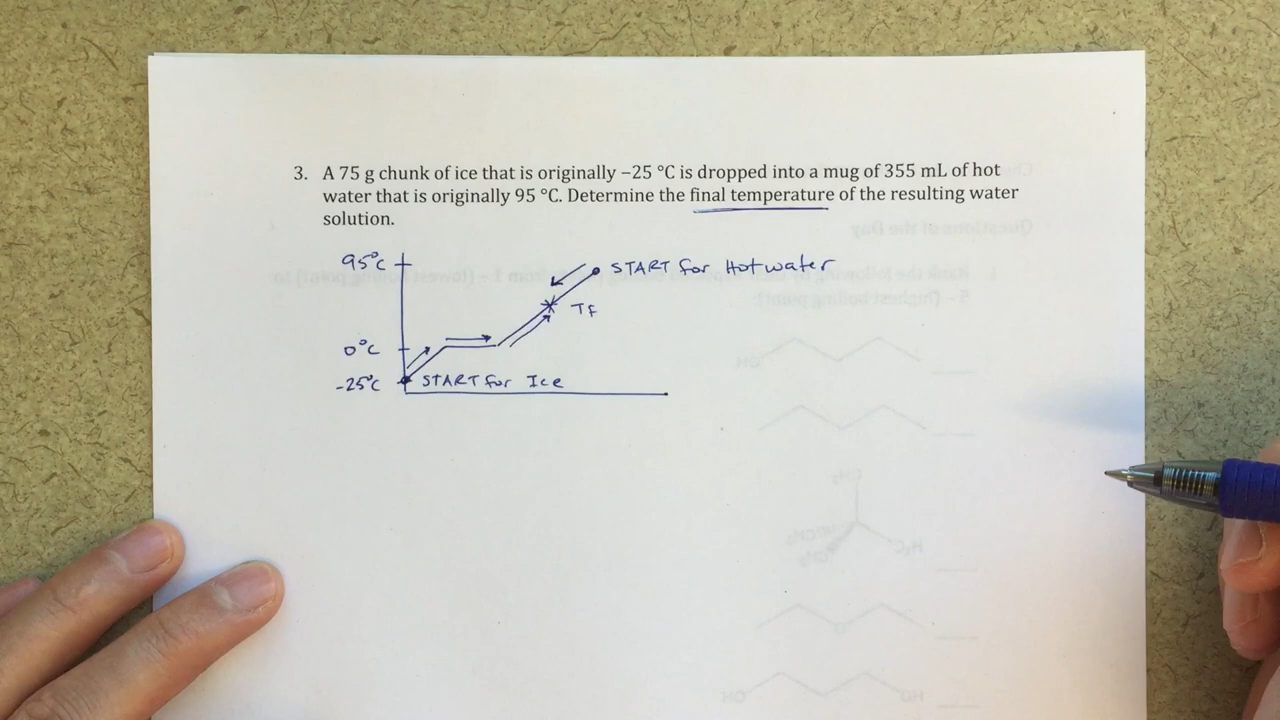 3. A 75 g chunk of ice that is originally −25 °C is dropped into a mug of 355 mL of hot
water that is originally 95 °C. Determine the final temperature of the resulting water
solution.
95°C
START for Hot water
Tf
0°C
-25°C
START for Ice